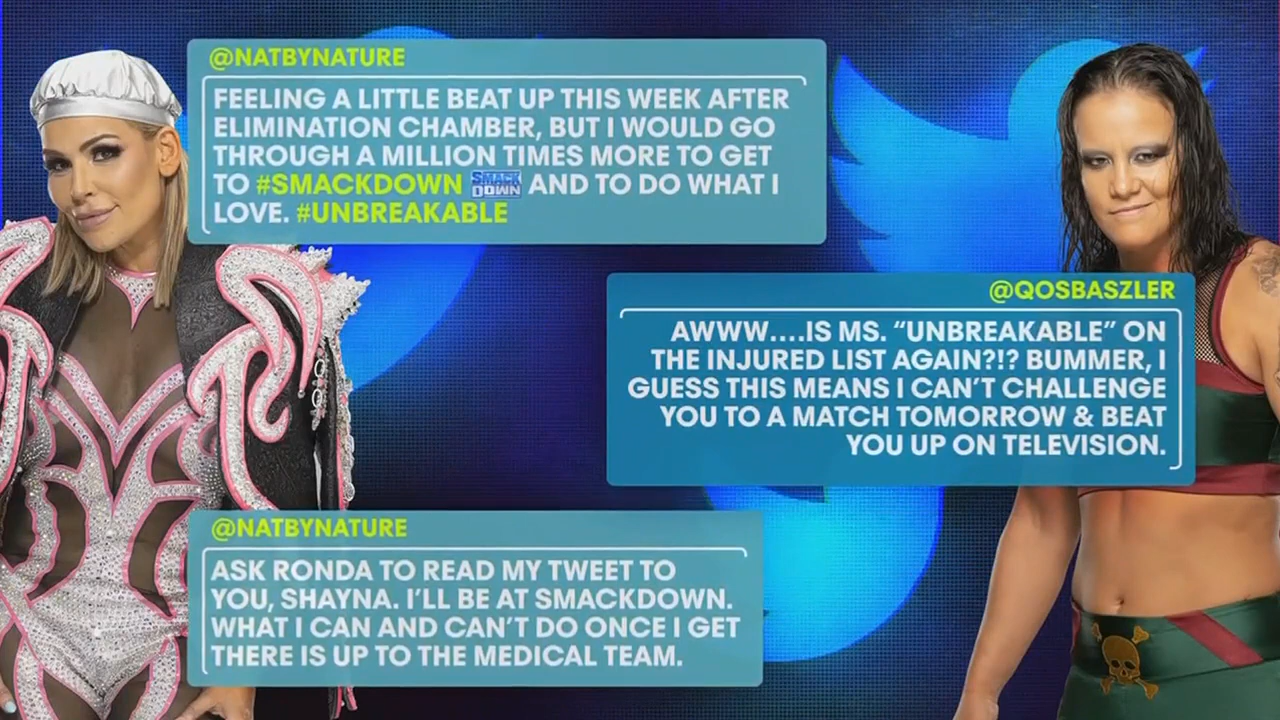 @NATBYNATURE
FEELING A LITTLE BEAT UP THIS WEEK AFTER
ELIMINATION CHAMBER, BUT I WOULD GO
THROUGH A MILLION TIMES MORE TO GET
TO #SMACKDOWN SMACK DOWN AND TO DO WHAT I
LOVE. #UNBREAKABLE
@QOSBASZLER
AWWW....IS MS. “UNBREAKABLE” ON
THE INJURED LIST AGAIN?!? BUMMER, I
GUESS THIS MEANS I CAN’T CHALLENGE
YOU TO A MATCH TOMORROW & BEAT
YOU UP ON TELEVISION.
@NATBYNATURE
ASK RONDA TO READ MY TWEET TO
YOU, SHAYNA. I’LL BE AT SMACKDOWN.
WHAT I CAN AND CAN’T DO ONCE I GET
THERE IS UP TO THE MEDICAL TEAM.